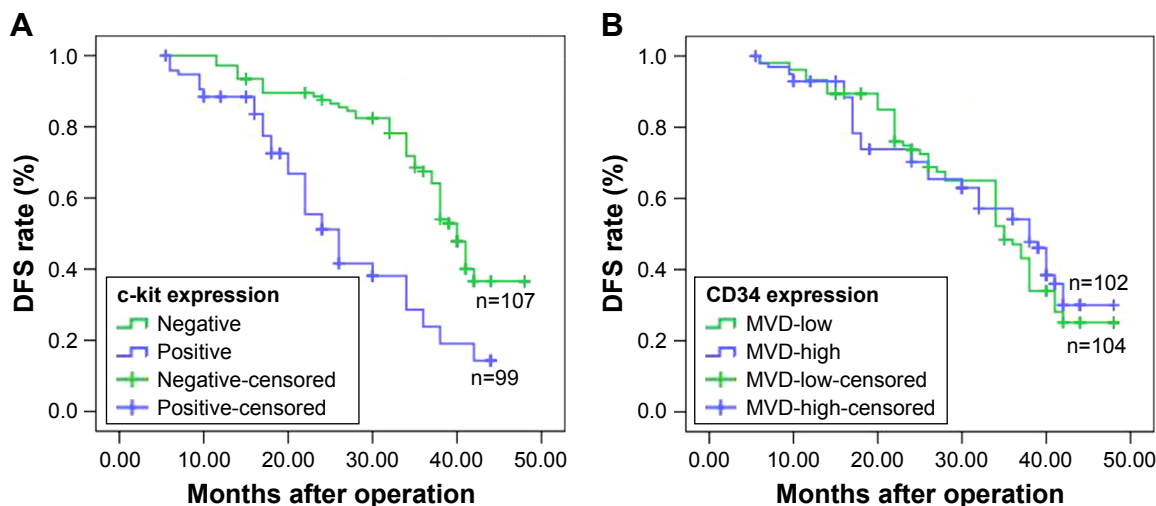 A
DFS rate (%)
1.0
0.8
0.6
0.4
0.2
0.0
c-kit expression
Negative
Positive
Negative-censored
Positive-censored
n=107
n=99
0.00 10.00 20.00 30.00 40.00 50.00
Months after operation
B
DFS rate (%)
1.0
0.8
0.6
0.4
0.2
0.0
CD34 expression
MVD-low
MVD-high
MVD-low-censored
MVD-high-censored
n=102
n=104
0.00 10.00 20.00 30.00 40.00 50.00
Months after operation